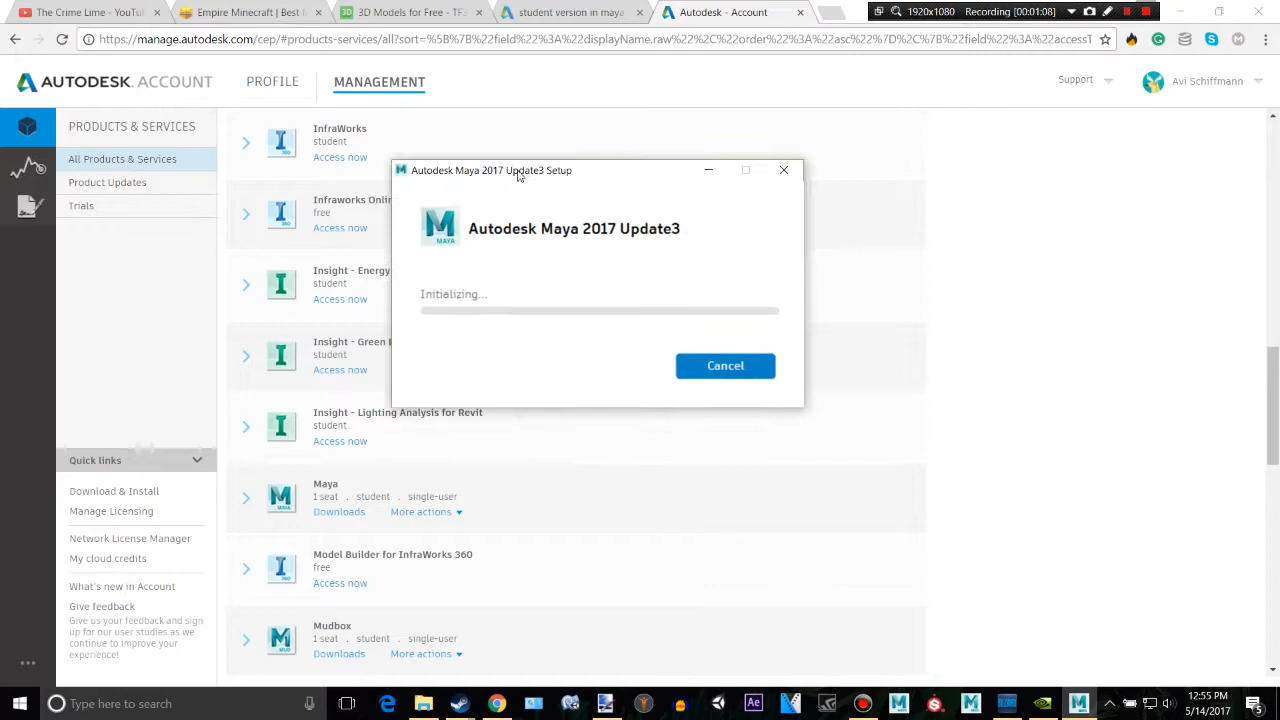 The Crime Line - YouTub
Empire Minecraft | Best
3D Models for Free - TF3
student version in maya
Autodesk - Account
1920x1080
Recording [00:01:08]
https://manage.autodesk.com/cep/#products-services/all?sort=%5B%7B%22field%22%3A%22displayName.raw%22%2C%22order%22%3A%22asc%22%7D%2C%7B%22field%22%3A%22accessT
AUTODESK. ACCOUNT
PROFILE
MANAGEMENT
Support
Avi Schiffmann
PRODUCTS & SERVICES
All Products & Services
Product Updates
Trials
InfraWorks
student
Access now
Infraworks Onlin
free
Access now
Insight - Energy
student
Access now
Insight - Green
student
Access now
Insight - Lighting Analysis for Revit
student
Access now
Maya
1 seat . student . single-user
Downloads More actions
Model Builder for InfraWorks 360
free
Access now
Mudbox
1 seat . student . single-user
Downloads More actions
Autodesk Maya 2017 Update3 Setup
MAYA
Autodesk Maya 2017 Update3
Initializing...
Cancel
Quick links
Download & Install
Manage Licensing
Network License Manager
My cloud credits
What's new in Account
Give feedback
Give us your feedback and sign
up for our user studies as we
continue to improve your
experience!
Type here to search
12:55 PM
5/14/2017